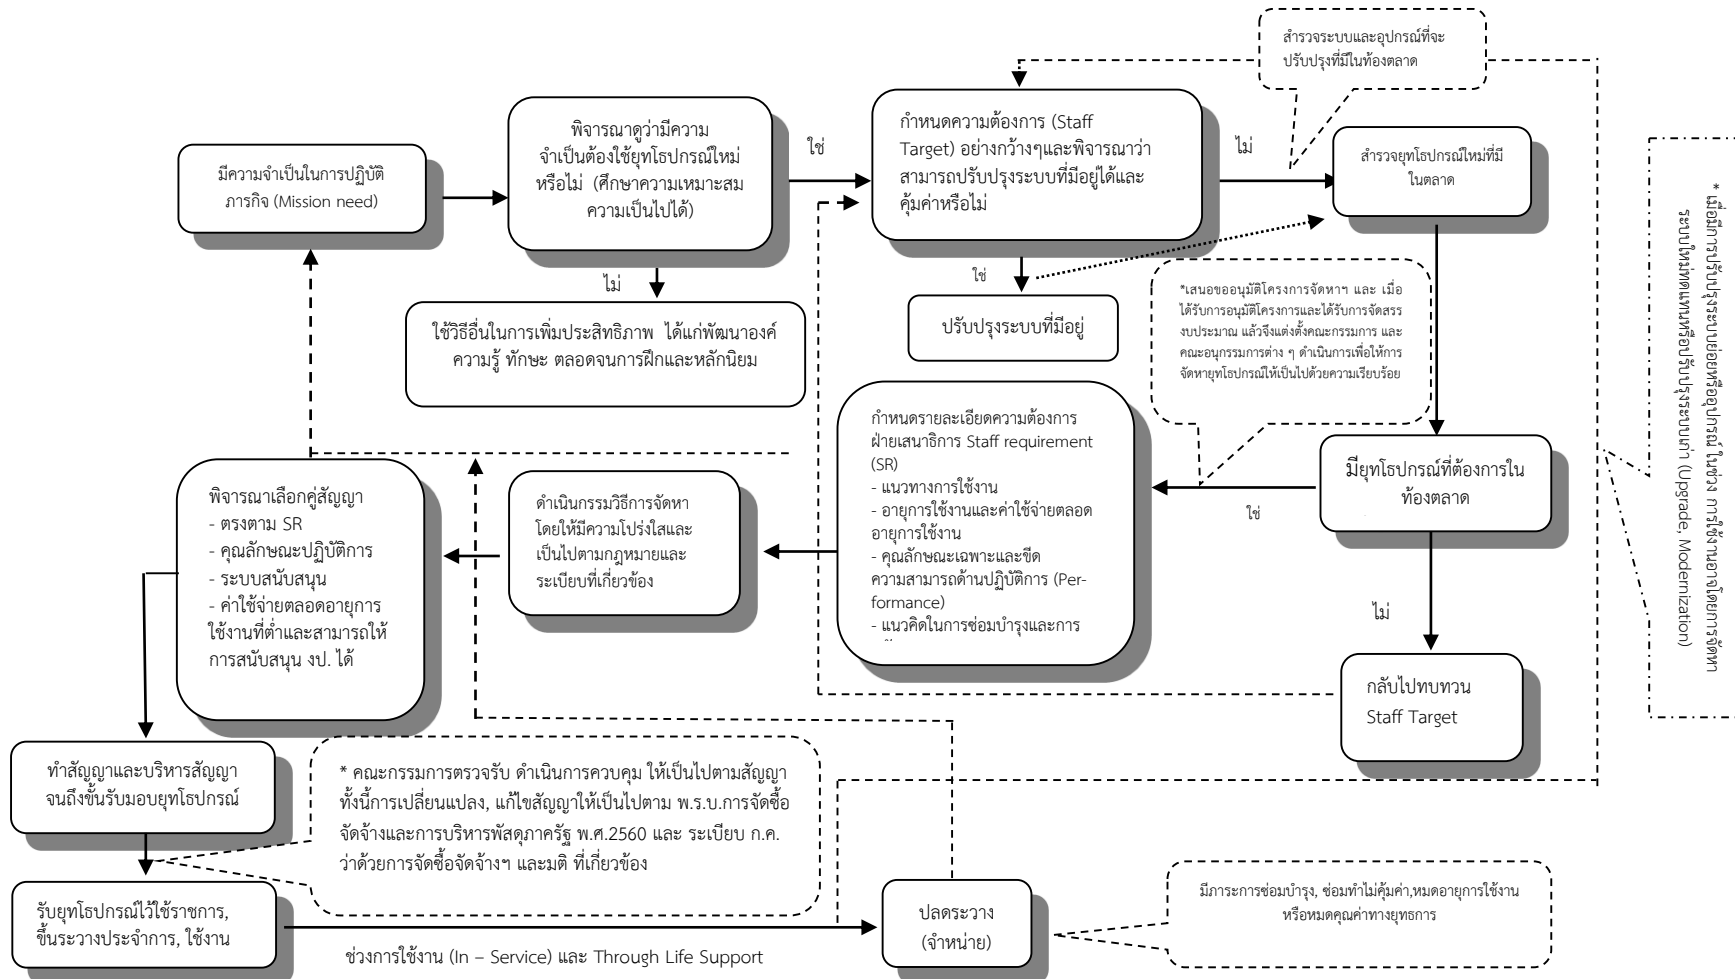 สำรวจระบบและอุปกรณ์ที่จะ
ปรับปรุงที่มีในท้องตลาด
มีความจำเป็นในการปฏิบัติ
ภารกิจ (Mission need)
พิจารณาดูว่ามีความ
จำเป็นต้องใช้ยุทโธปกรณ์ใหม่
หรือไม่ (ศึกษาความเหมาะสม
ความเป็นไปได้)
ใช่
กำหนดความต้องการ (Staff
Target) อย่างกว้างๆและพิจารณาว่า
สามารถปรับปรุงระบบที่มีอยู่ได้และ
คุ้มค่าหรือไม่
ไม่
สำรวจยุทโธปกรณ์ใหม่ที่มี
ในตลาด
* เมื่อมีการปรับปรุงระบบย่อยหรืออุปกรณ์ ในช่วง การใช้งานอาจโดยการจัดหา
ระบบใหม่ทดแทนหรือปรับปรุงระบบเก่า (Upgrade, Modernization)
ไม่
ใช้วิธีอื่นในการเพิ่มประสิทธิภาพ ได้แก่พัฒนาองค์
ความรู้ ทักษะ ตลอดจนการฝึกและหลักนิยม
ใช่
ปรับปรุงระบบที่มีอยู่
*เสนอขออนุมัติโครงการจัดหาฯ และ เมื่อ
ได้รับการอนุมัติโครงการและได้รับการจัดสรร
งบประมาณ แล้วจึงแต่งตั้งคณะกรรมการ และ
คณะอนุกรรมการต่าง ๆ ดำเนินการเพื่อให้การ
จัดหายุทโธปกรณ์ให้เป็นไปด้วยความเรียบร้อย
มียุทโธปกรณ์ที่ต้องการใน
ท้องตลาด
ใช่
กำหนดรายละเอียดความต้องการ
ฝ่ายเสนาธิการ Staff requirement
(SR)
- แนวทางการใช้งาน
- อายุการใช้งานและค่าใช้จ่ายตลอด
อายุการใช้งาน
- คุณลักษณะเฉพาะและขีด
ความสามารถด้านปฏิบัติการ (Per-
formance)
- แนวคิดในการซ่อมบำรุงและการ
ดำเนินกรรมวิธีการจัดหา
โดยให้มีความโปร่งใสและ
เป็นไปตามกฎหมายและ
ระเบียบที่เกี่ยวข้อง
พิจารณาเลือกคู่สัญญา
- ตรงตาม SR
- คุณลักษณะปฏิบัติการ
- ระบบสนับสนุน
- ค่าใช้จ่ายตลอดอายุการ
ใช้งานที่ต่ำและสามารถให้
การสนับสนุน งป. ได้
ไม่
กลับไปทบทวน
Staff Target
ทำสัญญาและบริหารสัญญา
จนถึงขั้นรับมอบยุทโธปกรณ์
* คณะกรรมการตรวจรับ ดำเนินการควบคุม ให้เป็นไปตามสัญญา
ทั้งนี้การเปลี่ยนแปลง, แก้ไขสัญญาให้เป็นไปตาม พ.ร.บ.การจัดซื้อ
จัดจ้างและการบริหารพัสดุภาครัฐ พ.ศ.2560 และ ระเบียบ ก.ค.
ว่าด้วยการจัดซื้อจัดจ้างฯ และมติ ที่เกี่ยวข้อง
รับยุทโธปกรณ์ไว้ใช้ราชการ,
ขึ้นระวางประจำการ, ใช้งาน
ช่วงการใช้งาน (In – Service) และ Through Life Support
ปลดระวาง
(จำหน่าย)
มีภาระการซ่อมบำรุง, ซ่อมทำไม่คุ้มค่า,หมดอายุการใช้งาน
หรือหมดคุณค่าทางยุทธการ